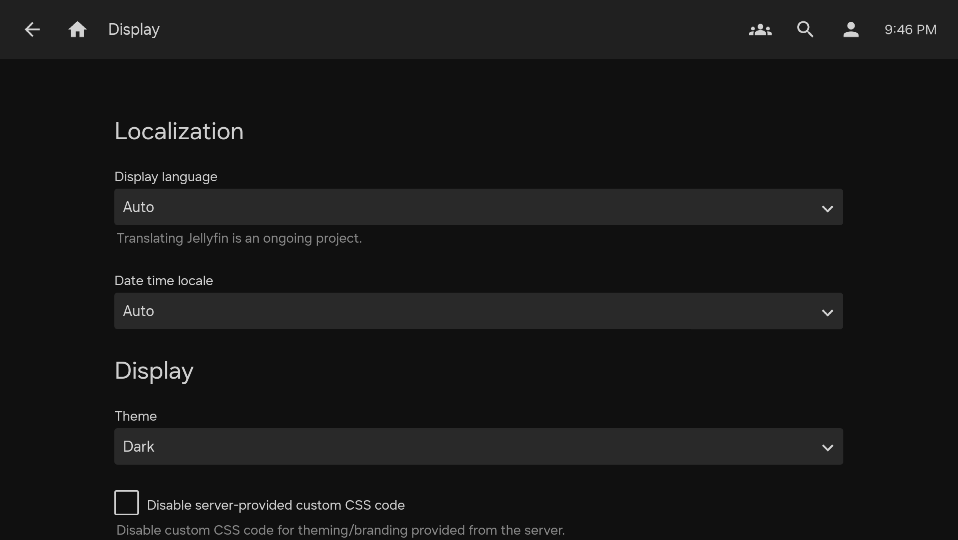 Display
9:46 PM
Localization
Display language
Auto
Translating Jellyfin is an ongoing project.
Date time locale
Auto
Display
Theme
Dark
Disable server-provided custom CSS code
Disable custom CSS code for theming/branding provided from the server.